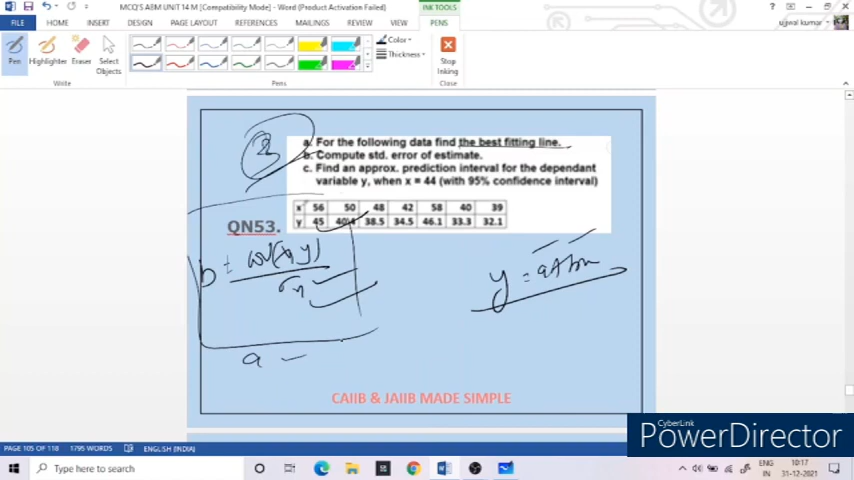 MCQ'S ABM UNIT 14 M [Compatibility Mode] - Word (Product Activation Failed)
INK TOOLS
FILE HOME INSERT DESIGN PAGE LAYOUT REFERENCES MAILINGS REVIEW VIEW PENS
ujjwal kumar
Pen Highlighter Eraser Select Objects
Color
Thickness
Stop Inking
Write Pens Close
a. For the following data find the best fitting line.
b. Compute std. error of estimate.
c. Find an approx. prediction interval for the dependant
variable y, when x = 44 (with 95% confidence interval)
x 56 50 48 42 58 40 39
y 45 40.4 38.5 34.5 46.1 33.3 32.1
QN53.
b =
y =
a =
CAIIB & JAIIB MADE SIMPLE
CyberLink
PowerDirector
PAGE 105 OF 118 1795 WORDS ENGLISH (INDIA)
Type here to search
ENG
IN
10:17
31-12-2021